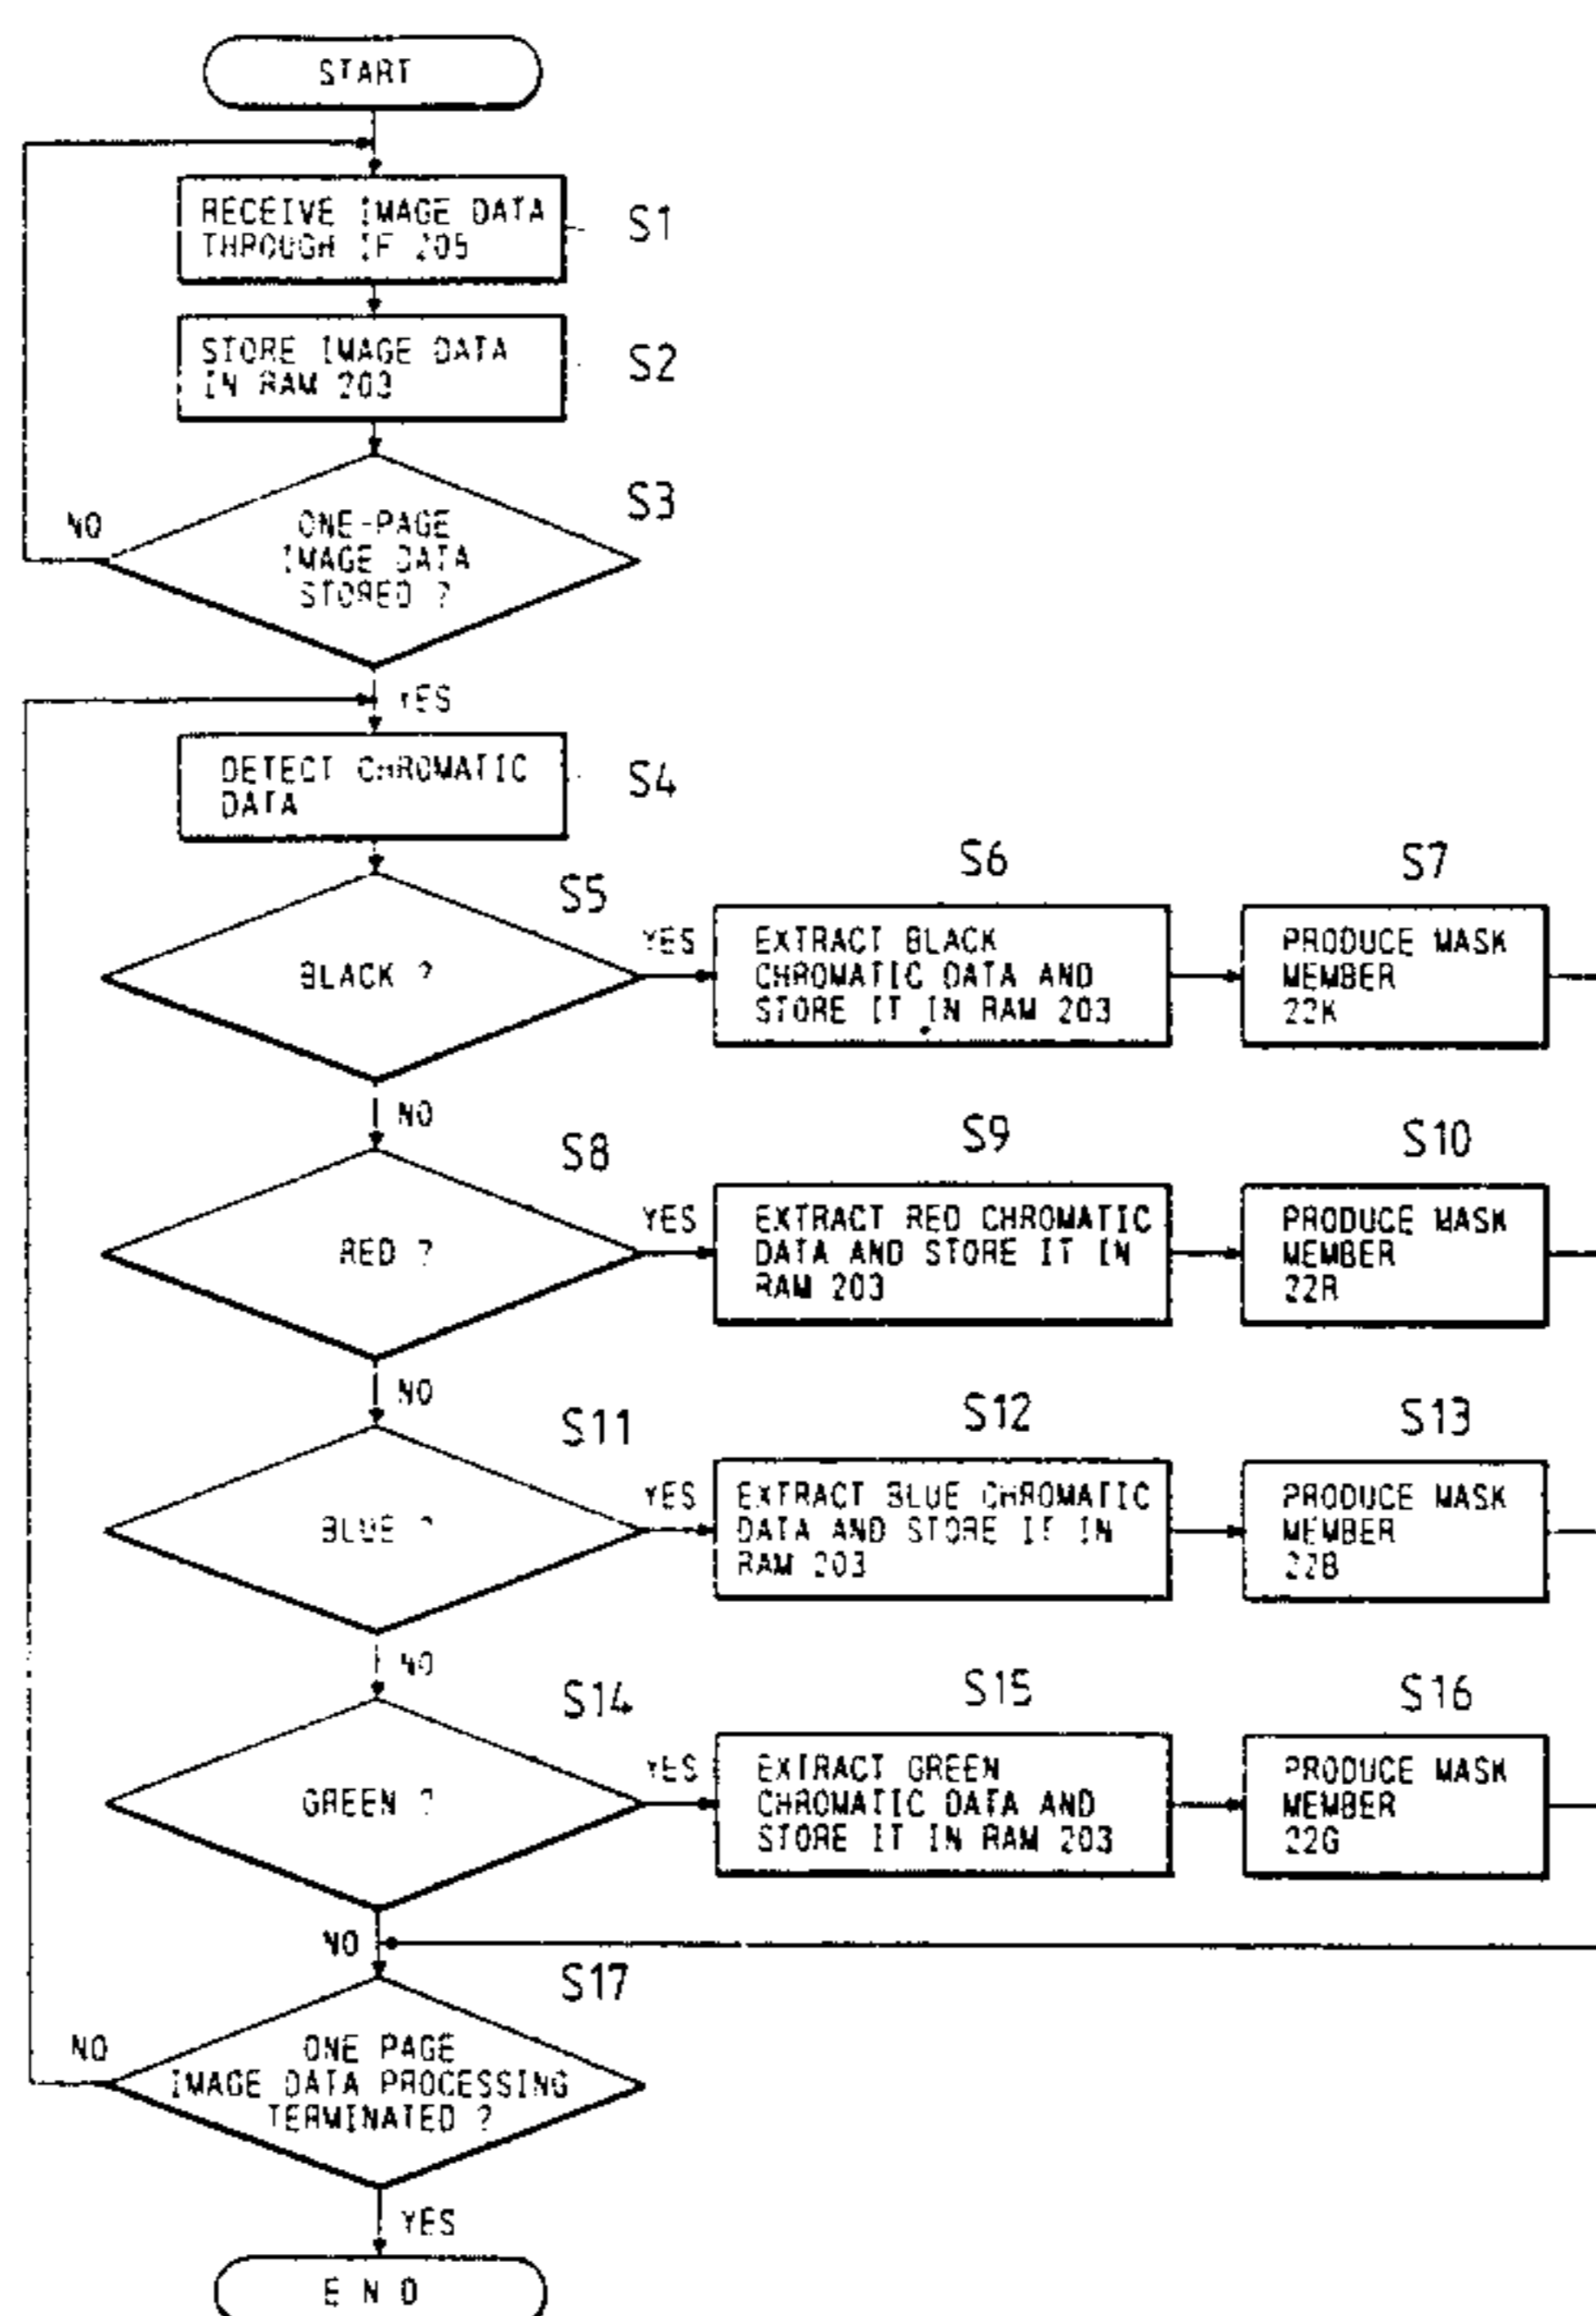 START
RECEIVE IMAGE DATA
THROUGH IF 205
S1
STORE IMAGE DATA
IN RAM 203
S2
S3
NO
ONE-PAGE
IMAGE DATA
STORED ?
YES
DETECT CHROMATIC
DATA
S4
S5
BLACK ?
YES
S6
EXTRACT BLACK
CHROMATIC DATA AND
STORE IT IN RAM 203
S7
PRODUCE MASK
MEMBER
22K
NO
S8
RED ?
YES
S9
EXTRACT RED CHROMATIC
DATA AND STORE IT IN
RAM 203
S10
PRODUCE MASK
MEMBER
22R
NO
S11
BLUE ?
YES
S12
EXTRACT BLUE CHROMATIC
DATA AND STORE IT IN
RAM 203
S13
PRODUCE MASK
MEMBER
22B
NO
S14
GREEN ?
YES
S15
EXTRACT GREEN
CHROMATIC DATA AND
STORE IT IN RAM 203
S16
PRODUCE MASK
MEMBER
22G
NO
S17
NO
ONE PAGE
IMAGE DATA PROCESSING
TERMINATED ?
YES
END